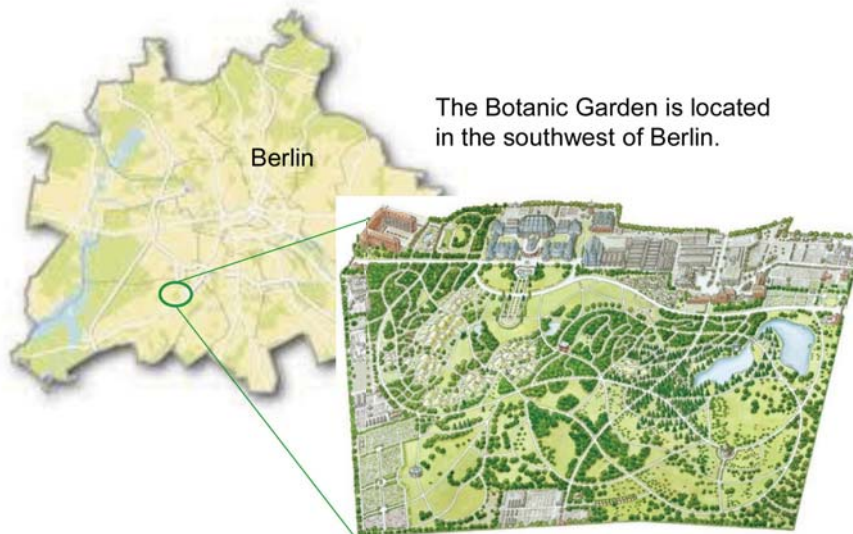 The Botanic Garden is located
in the southwest of Berlin.
Berlin